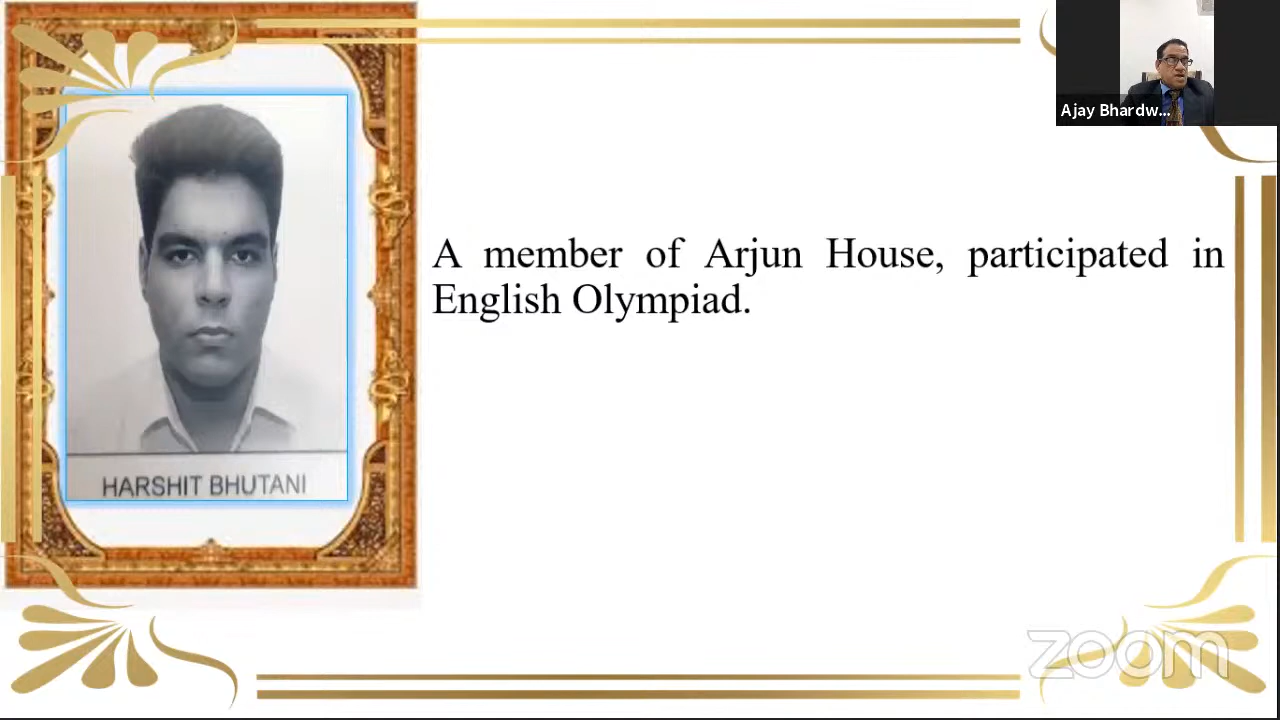 Ajay Bhardw...
A member of Arjun House, participated in
English Olympiad.
HARSHIT BHUTANI
zoom